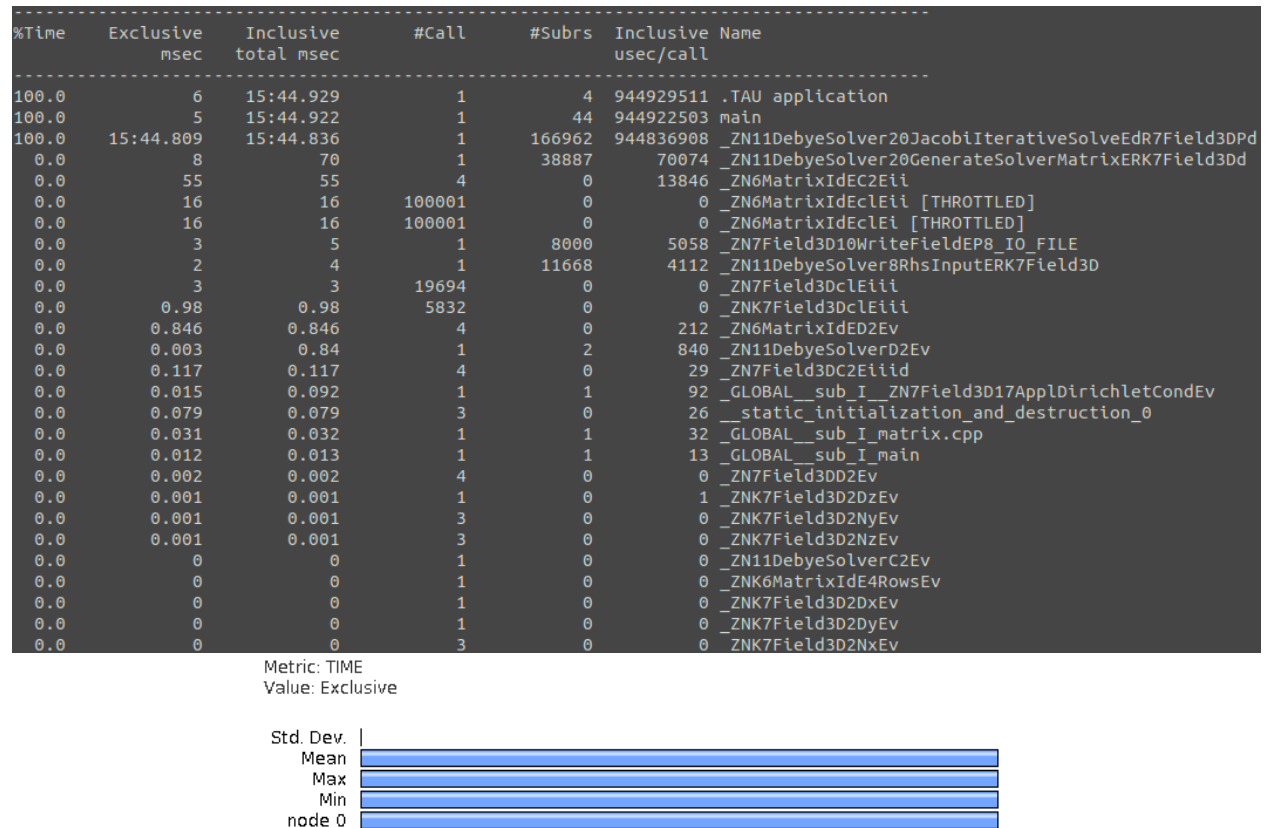 %Time Exclusive Inclusive #Call #Subrs Inclusive Name
msec total msec usec/call
100.0 6 15:44.929 1 4 944929511 .TAU application
100.0 5 15:44.922 1 44 944922503 main
100.0 15:44.809 15:44.836 1 166962 944836908 _ZN11DebyeSolver20JacobiIterativeSolveEdR7Field3DPd
0.0 8 70 1 38887 70074 _ZN11DebyeSolver20GenerateSolverMatrixERK7Field3Dd
0.0 55 55 4 0 13846 _ZN6MatrixIdEC2Eii
0.0 16 16 100001 0 0 _ZN6MatrixIdEclEii [THROTTLED]
0.0 16 16 100001 0 0 _ZN6MatrixIdEclEi [THROTTLED]
0.0 3 5 1 8000 5058 _ZN7Field3D10WriteFieldEP8_IO_FILE
0.0 2 4 1 11668 4112 _ZN11DebyeSolver8RhsInputERK7Field3D
0.0 3 3 19694 0 0 _ZN7Field3DclEiii
0.0 0.98 0.98 5832 0 0 _ZNK7Field3DclEiii
0.0 0.846 0.846 4 0 212 _ZN6MatrixIdED2Ev
0.0 0.003 0.84 1 2 840 _ZN11DebyeSolverD2Ev
0.0 0.117 0.117 4 0 29 _ZN7Field3DC2Eiiid
0.0 0.015 0.092 1 1 92 _GLOBAL__sub_I__ZN7Field3D17ApplDirichletCondEv
0.0 0.079 0.079 3 0 26 __static_initialization_and_destruction_0
0.0 0.031 0.032 1 1 32 _GLOBAL__sub_I_matrix.cpp
0.0 0.012 0.013 1 1 13 _GLOBAL__sub_I_main
0.0 0.002 0.002 4 0 0 _ZN7Field3DD2Ev
0.0 0.001 0.001 1 0 1 _ZNK7Field3D2DzEv
0.0 0.001 0.001 3 0 0 _ZNK7Field3D2NyEv
0.0 0.001 0.001 3 0 0 _ZNK7Field3D2NzEv
0.0 0 0 1 0 0 _ZN11DebyeSolverC2Ev
0.0 0 0 1 0 0 _ZNK6MatrixIdE4RowsEv
0.0 0 0 1 0 0 _ZNK7Field3D2DxEv
0.0 0 0 1 0 0 _ZNK7Field3D2DyEv
0.0 0 0 3 0 0 _ZNK7Field3D2NxEv
Metric: TIME
Value: Exclusive
Std. Dev.
Mean
Max
Min
node 0